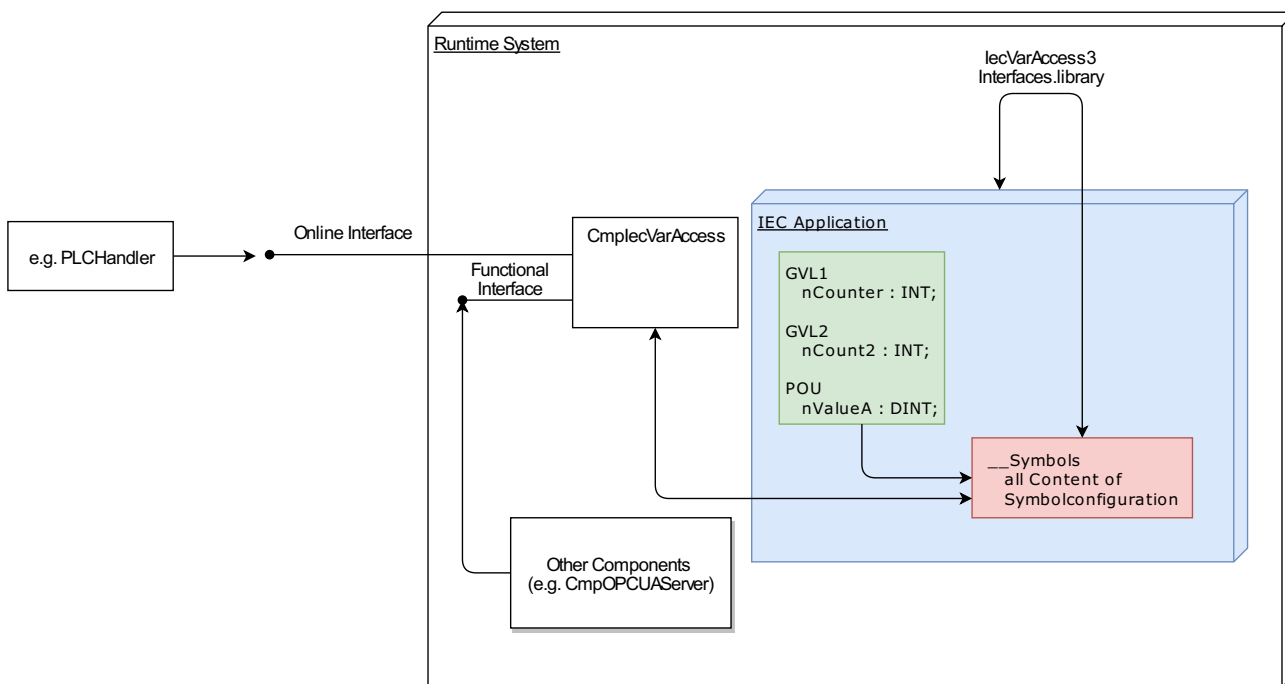 Runtime System
IecVarAccess3
Interfaces.library
e.g. PLCHandler
Online Interface
Functional
Interface
CmpIecVarAccess
IEC Application
GVL1
nCounter : INT;
GVL2
nCount2 : INT;
POU
nValueA : DINT;
__Symbols
all Content of
Symbolconfiguration
Other Components
(e.g. CmpOPCUAServer)